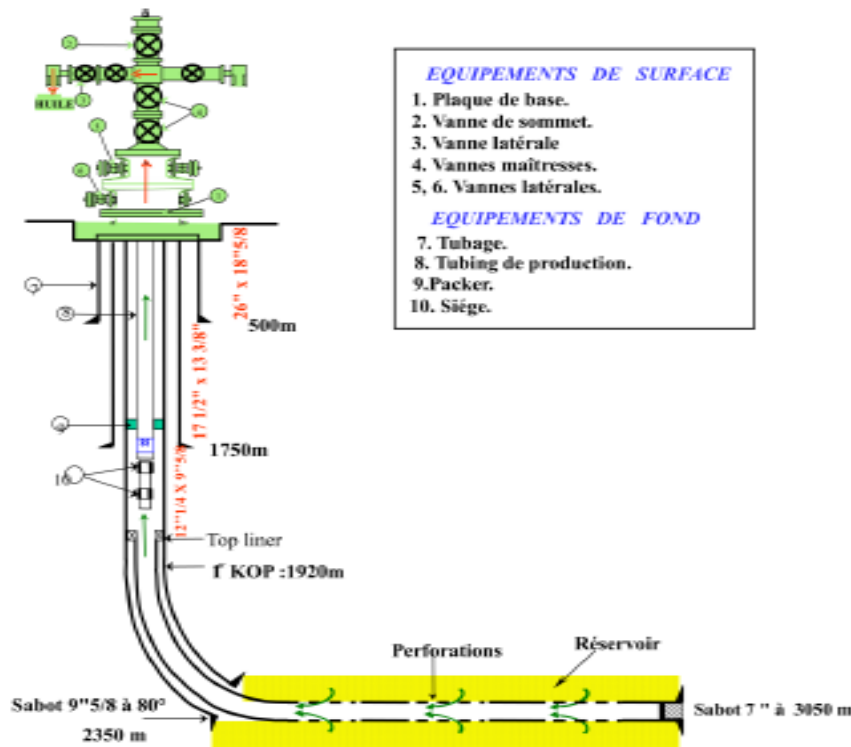 EQUIPEMENTS DE SURFACE
1. Plaque de base.
2. Vanne de sommet.
3. Vanne latérale
4. Vannes maîtresses.
5, 6. Vannes latérales.
EQUIPEMENTS DE FOND
7. Tubage.
8. Tubing de production.
9.Packer.
10. Siége.
HUILE
26" x 18"5/8
500m
17 1/2" x 13 3/8"
1750m
12"1/4 X 9"5/8
10
Top liner
KOP :1920m
Perforations
Réservoir
Sabot 9"5/8 à 80°
2350 m
Sabot 7 " à 3050 m